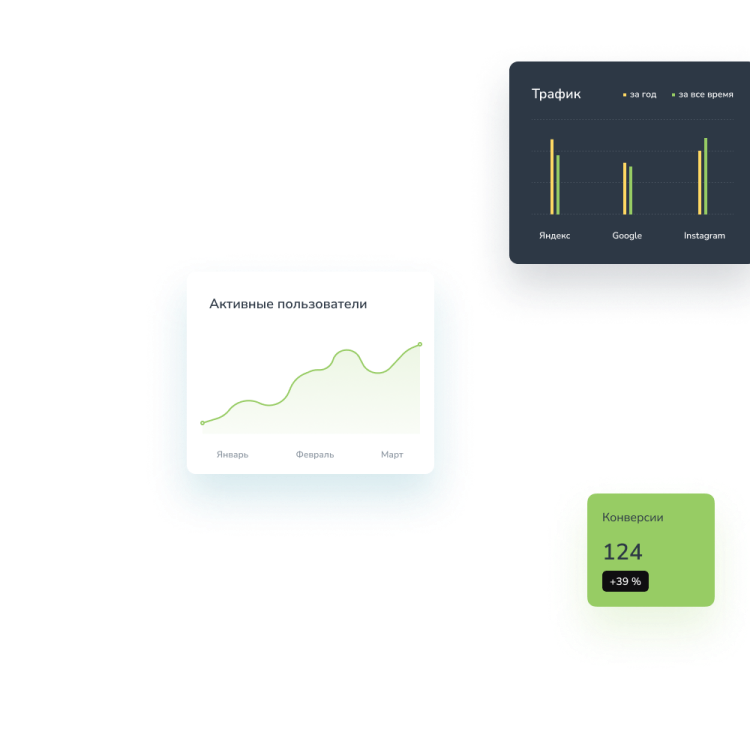 Трафик
за год за все время
Яндекс Google Instagram
Активные пользователи
Январь Февраль Март
Конверсии
124
+39 %